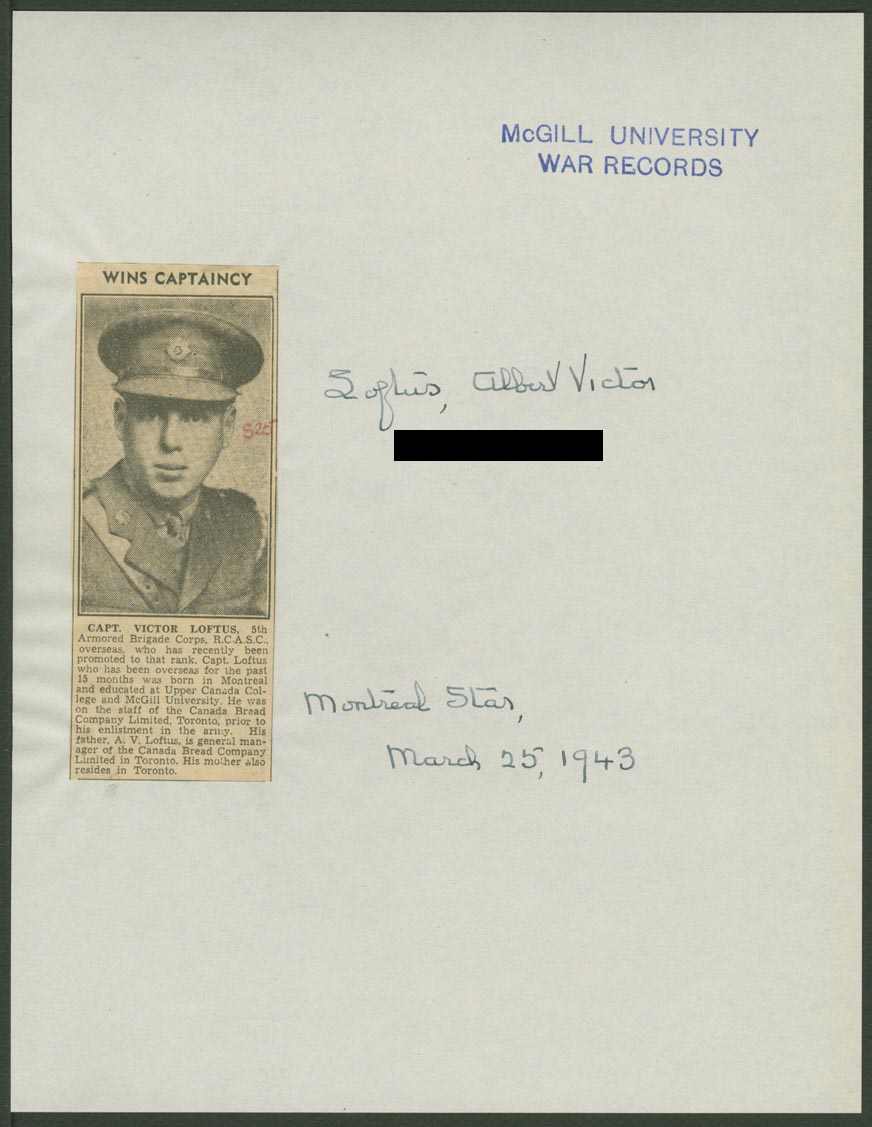 McGILL UNIVERSITY
WAR RECORDS
WINS CAPTAINCY
S25
Loftus, Albert Victor
CAPT. VICTOR LOFTUS, 5th
Armored Brigade Corps, R.C.A.S.C.,
overseas, who has recently been
promoted to that rank. Capt. Loftus
who has been overseas for the past
15 months was born in Montreal
and educated at Upper Canada Col-
lege and McGill University. He was
on the staff of the Canada Bread
Company Limited, Toronto, prior to
his enlistment in the army. His
father, A. V. Loftus, is general man-
ager of the Canada Bread Company
Limited in Toronto. His mother also
resides in Toronto.
Montreal Star,
March 25, 1943